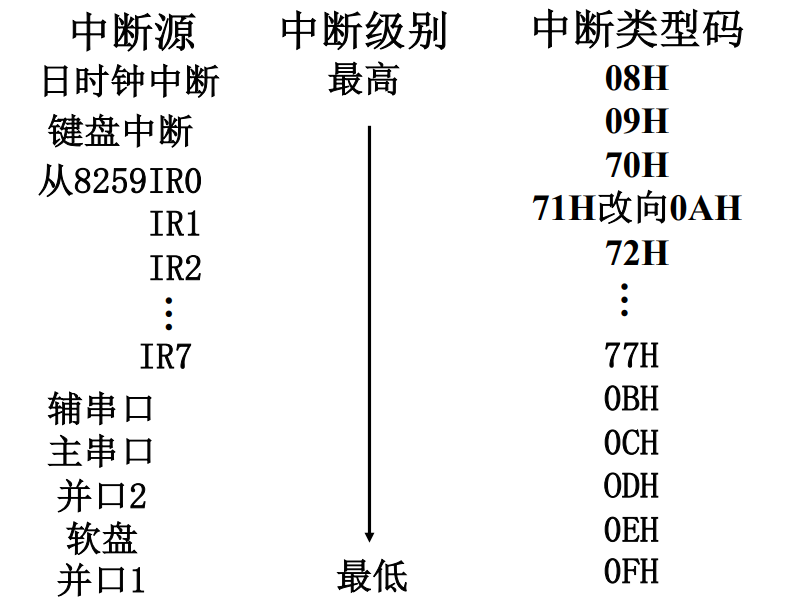 中断源 中断级别 中断类型码
日时钟中断 最高 08H
键盘中断 09H
从8259IR0 70H
IR1 71H改向0AH
IR2 72H
⋮ ⋮
IR7 77H
辅串口 0BH
主串口 0CH
并口2 0DH
软盘 0EH
并口1 最低 0FH